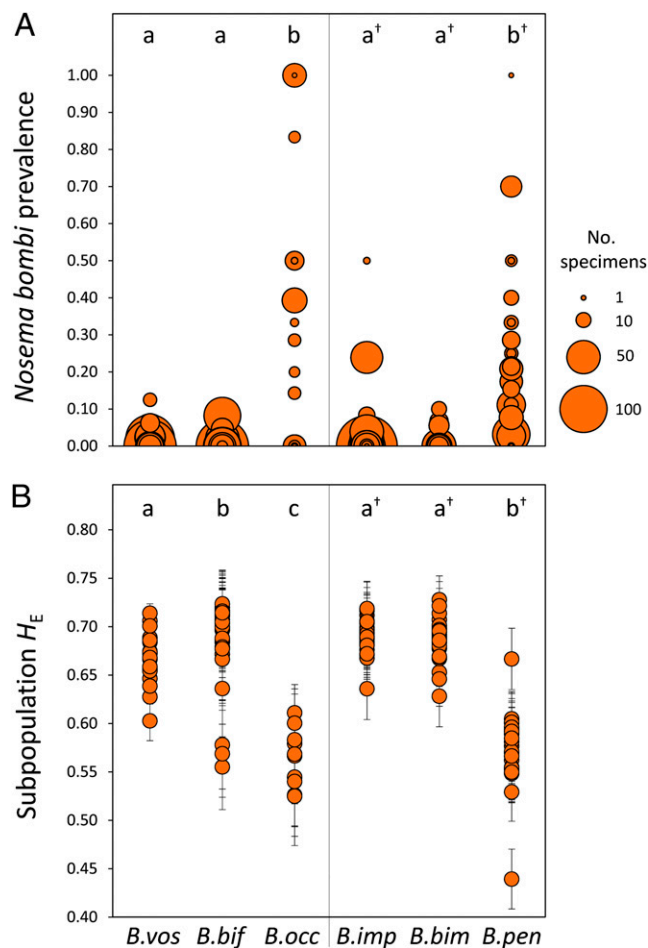 A
a a b a† a† b†
Nosema bombi prevalence
1.00
0.90
0.80
0.70
0.60
0.50
0.40
0.30
0.20
0.10
0.00
No.
specimens
1
10
50
100
B
a b c a† a† b†
Subpopulation HE
0.80
0.75
0.70
0.65
0.60
0.55
0.50
0.45
0.40
B.vos B.bif B.occ B.imp B.bim B.pen